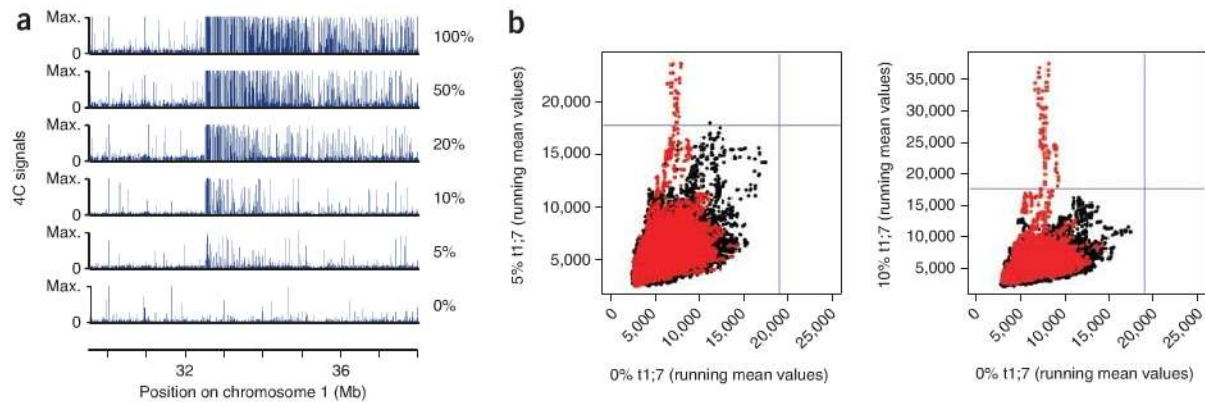 a
4C signals
Max.
0
100%
Max.
0
50%
Max.
0
20%
Max.
0
10%
Max.
0
5%
Max.
0
0%
32
36
Position on chromosome 1 (Mb)
b
5% t1;7 (running mean values)
20,000
15,000
10,000
5,000
0
5,000
10,000
15,000
20,000
25,000
0% t1;7 (running mean values)
10% t1;7 (running mean values)
35,000
30,000
25,000
20,000
15,000
10,000
5,000
0
5,000
10,000
15,000
20,000
25,000
0% t1;7 (running mean values)